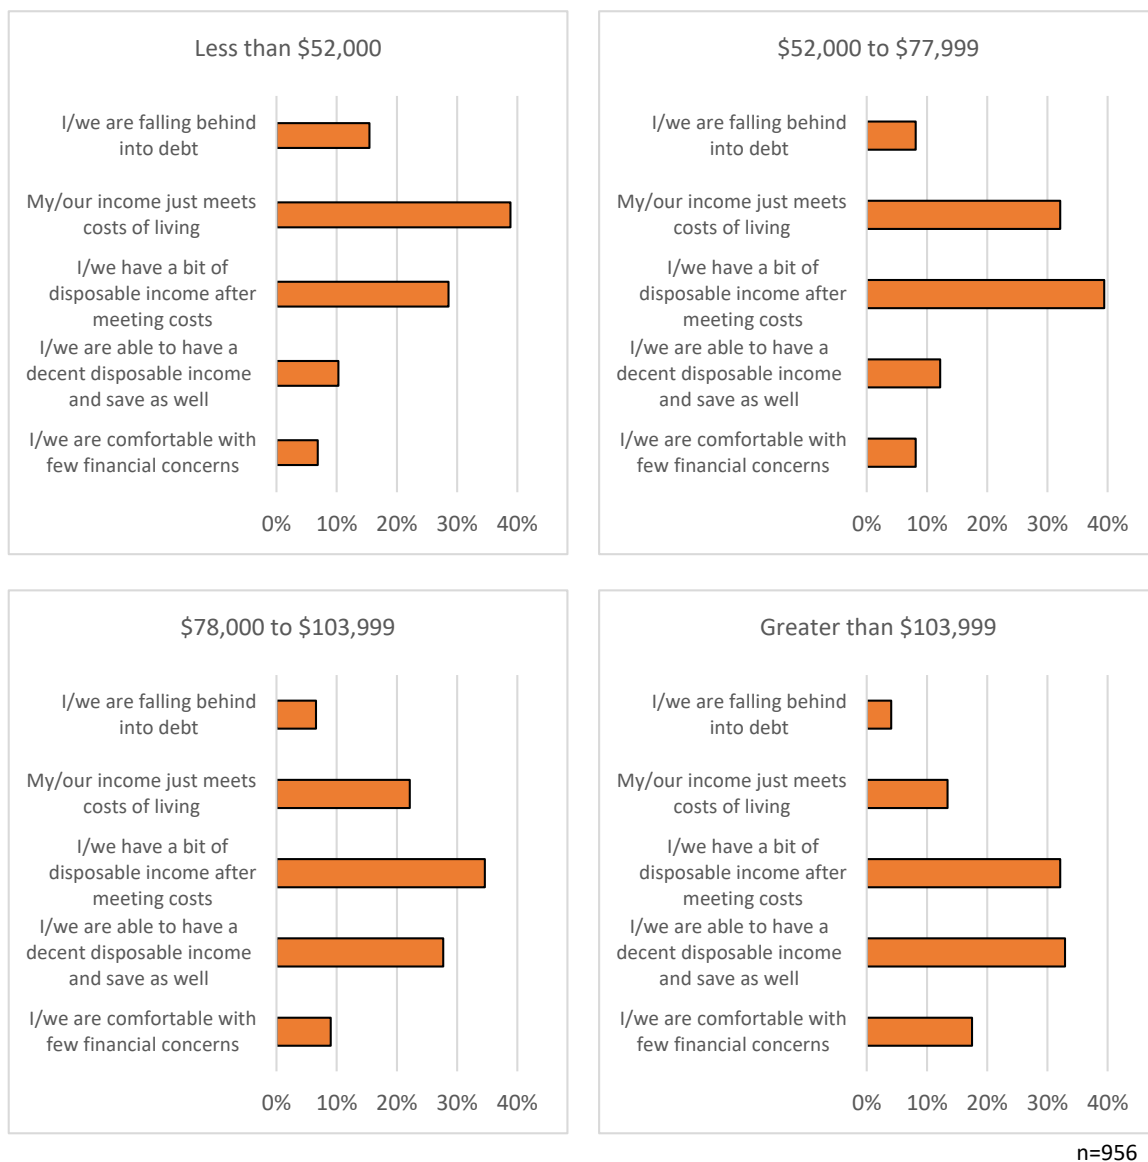 Less than $52,000
I/we are falling behind
into debt
My/our income just meets
costs of living
I/we have a bit of
disposable income after
meeting costs
I/we are able to have a
decent disposable income
and save as well
I/we are comfortable with
few financial concerns
0% 10% 20% 30% 40%
$52,000 to $77,999
I/we are falling behind
into debt
My/our income just meets
costs of living
I/we have a bit of
disposable income after
meeting costs
I/we are able to have a
decent disposable income
and save as well
I/we are comfortable with
few financial concerns
0% 10% 20% 30% 40%
$78,000 to $103,999
I/we are falling behind
into debt
My/our income just meets
costs of living
I/we have a bit of
disposable income after
meeting costs
I/we are able to have a
decent disposable income
and save as well
I/we are comfortable with
few financial concerns
0% 10% 20% 30% 40%
Greater than $103,999
I/we are falling behind
into debt
My/our income just meets
costs of living
I/we have a bit of
disposable income after
meeting costs
I/we are able to have a
decent disposable income
and save as well
I/we are comfortable with
few financial concerns
0% 10% 20% 30% 40%
n=956